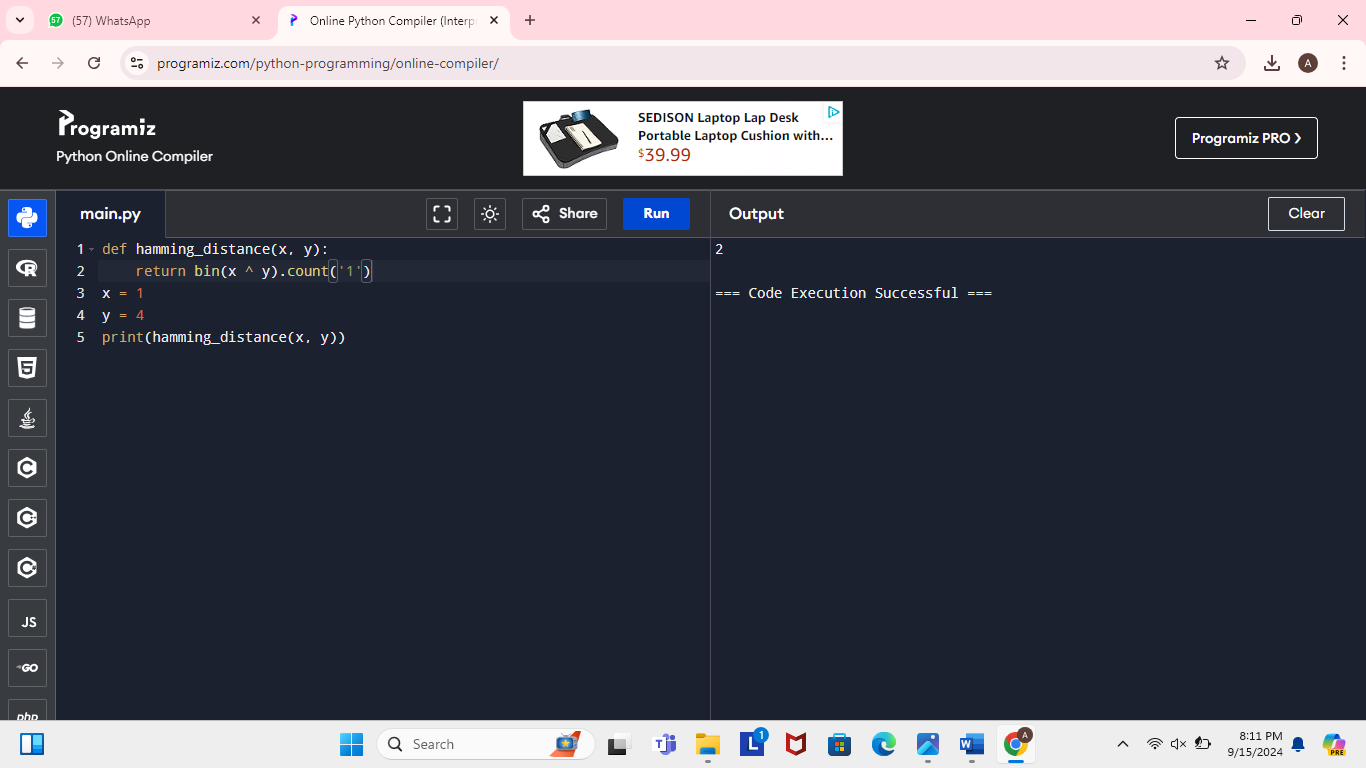 (57) WhatsApp
Online Python Compiler (Interp
programiz.com/python-programming/online-compiler/
A
Programiz
Python Online Compiler
SEDISON Laptop Lap Desk
Portable Laptop Cushion with...
$39.99
Programiz PRO
main.py
Share
Run
Output
Clear
1 def hamming_distance(x, y):
2     return bin(x ^ y).count('1')
3 x = 1
4 y = 4
5 print(hamming_distance(x, y))
2
=== Code Execution Successful ===
JS
GO
php
Search
1
8:11 PM
9/15/2024
PRE